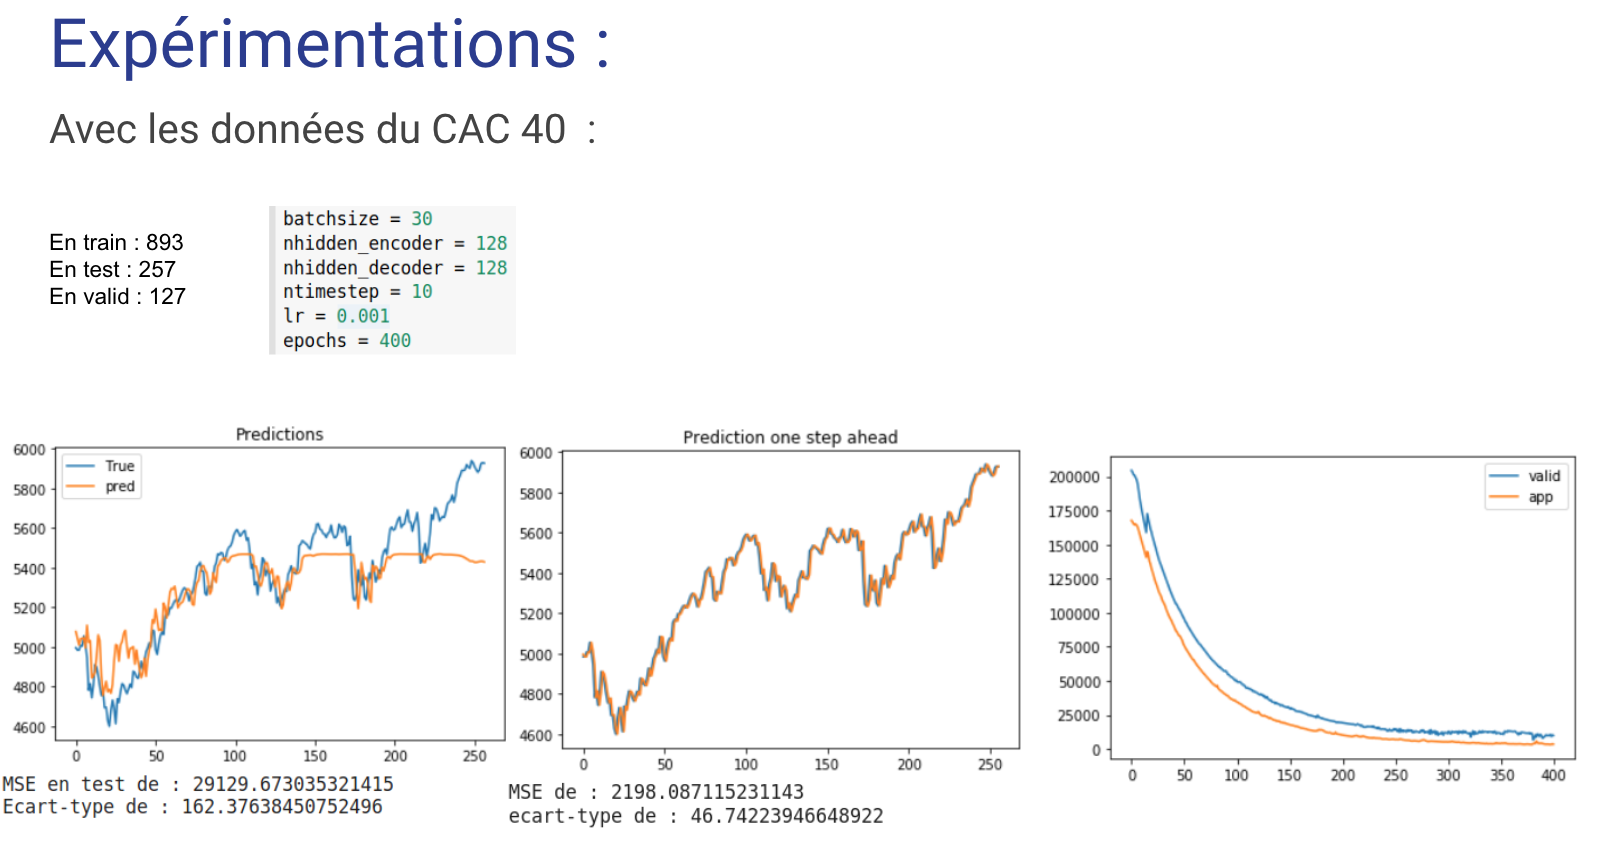 Expérimentations :
Avec les données du CAC 40 :
En train : 893
En test : 257
En valid : 127
batchsize = 30
nhidden_encoder = 128
nhidden_decoder = 128
ntimestep = 10
lr = 0.001
epochs = 400
Predictions
True
pred
6000
5800
5600
5400
5200
5000
4800
4600
0 50 100 150 200 250
MSE en test de : 29129.673035321415
Ecart-type de : 162.37638450752496
Prediction one step ahead
6000
5800
5600
5400
5200
5000
4800
4600
0 50 100 150 200 250
MSE de : 2198.087115231143
ecart-type de : 46.74223946648922
valid
app
200000
175000
150000
125000
100000
75000
50000
25000
0
0 50 100 150 200 250 300 350 400